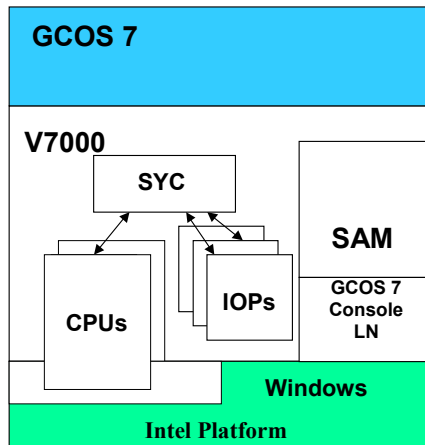 GCOS 7
V7000
SYC
SAM
CPUs
IOPs
GCOS 7
Console
LN
Windows
Intel Platform